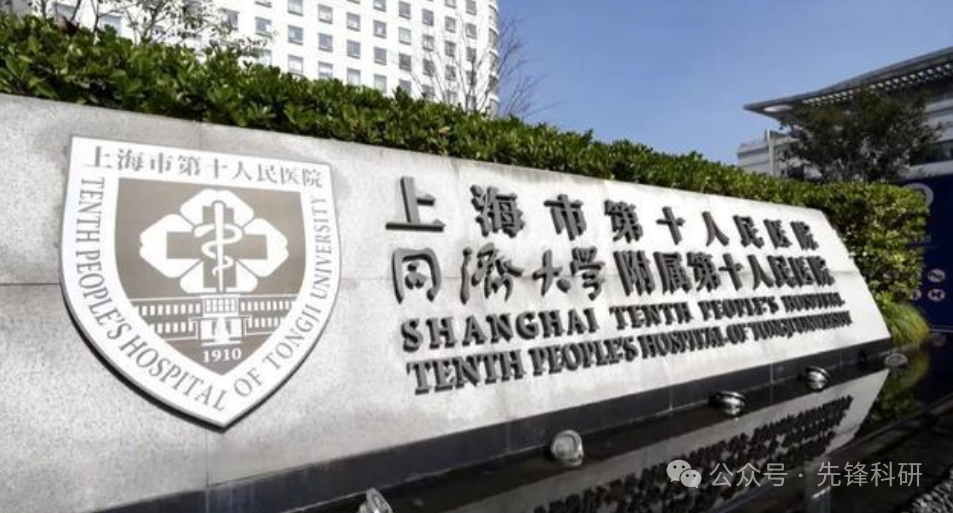 上海市第十人民医院
TENTH PEOPLE'S HOSPITAL OF TONGJI UNIVERSITY
1910
上海市第十人民医院
同濟大学附属第十人民医院
SHANGHAI TENTH PEOPLE'S HOSPITAL
TENTH PEOPLE'S HOSPITAL OF TONGJI UNIVERSITY
公众号 · 先锋科研